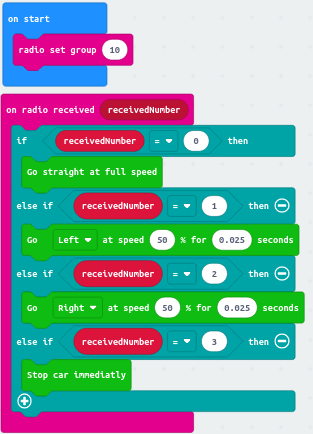 on start
radio set group 10
on radio received receivedNumber
if receivedNumber = 0 then
Go straight at full speed
else if receivedNumber = 1 then
Go Left at speed 50 % for 0.025 seconds
else if receivedNumber = 2 then
Go Right at speed 50 % for 0.025 seconds
else if receivedNumber = 3 then
Stop car immediatly